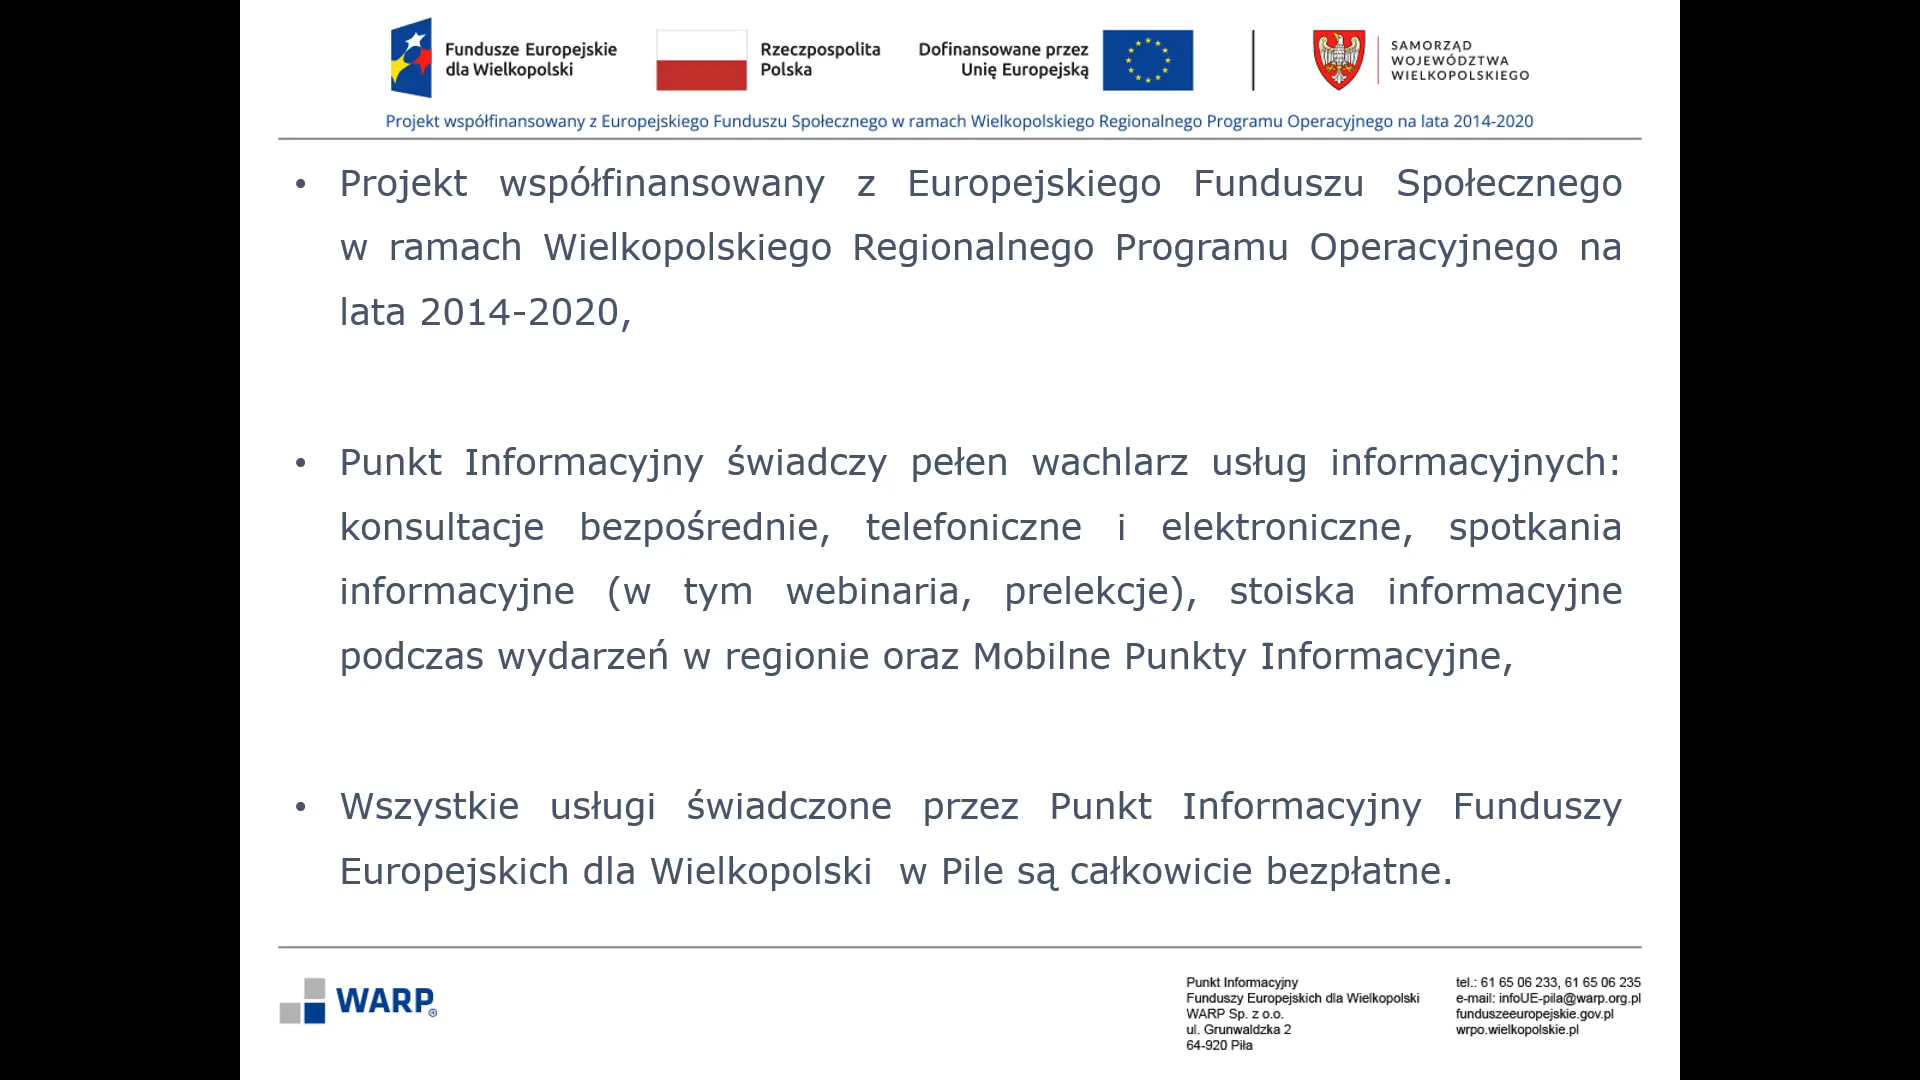 Fundusze Europejskie
dla Wielkopolski
Rzeczpospolita
Polska
Dofinansowane przez
Unię Europejską
SAMORZĄD
WOJEWÓDZTWA
WIELKOPOLSKIEGO
Projekt współfinansowany z Europejskiego Funduszu Społecznego w ramach Wielkopolskiego Regionalnego Programu Operacyjnego na lata 2014-2020
• Projekt współfinansowany z Europejskiego Funduszu Społecznego
w ramach Wielkopolskiego Regionalnego Programu Operacyjnego na
lata 2014-2020,
• Punkt Informacyjny świadczy pełen wachlarz usług informacyjnych:
konsultacje bezpośrednie, telefoniczne i elektroniczne, spotkania
informacyjne (w tym webinaria, prelekcje), stoiska informacyjne
podczas wydarzeń w regionie oraz Mobilne Punkty Informacyjne,
• Wszystkie usługi świadczone przez Punkt Informacyjny Funduszy
Europejskich dla Wielkopolski w Pile są całkowicie bezpłatne.
WARP®
Punkt Informacyjny
Funduszy Europejskich dla Wielkopolski
WARP Sp. z o.o.
ul. Grunwaldzka 2
64-920 Piła
tel.: 61 65 06 233, 61 65 06 235
e-mail: infoUE-pila@warp.org.pl
funduszeeuropejskie.gov.pl
wrpo.wielkopolskie.pl